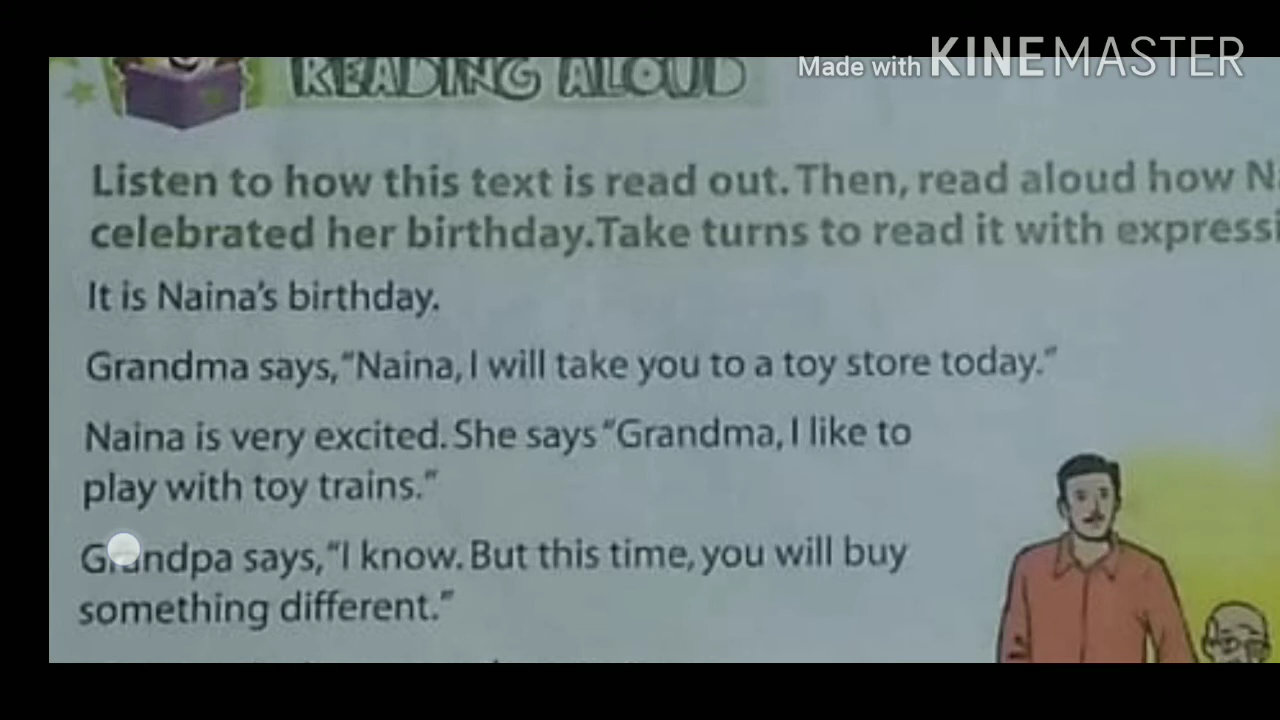 Made with KINEMASTER
READING ALOUD
Listen to how this text is read out. Then, read aloud how
celebrated her birthday. Take turns to read it with
It is Naina's birthday.
Grandma says, “Naina, I will take you to a toy store today.”
Naina is very excited. She says “Grandma, I like to
play with toy trains.”
Grandpa says, “I know. But this time, you will buy
something different.”